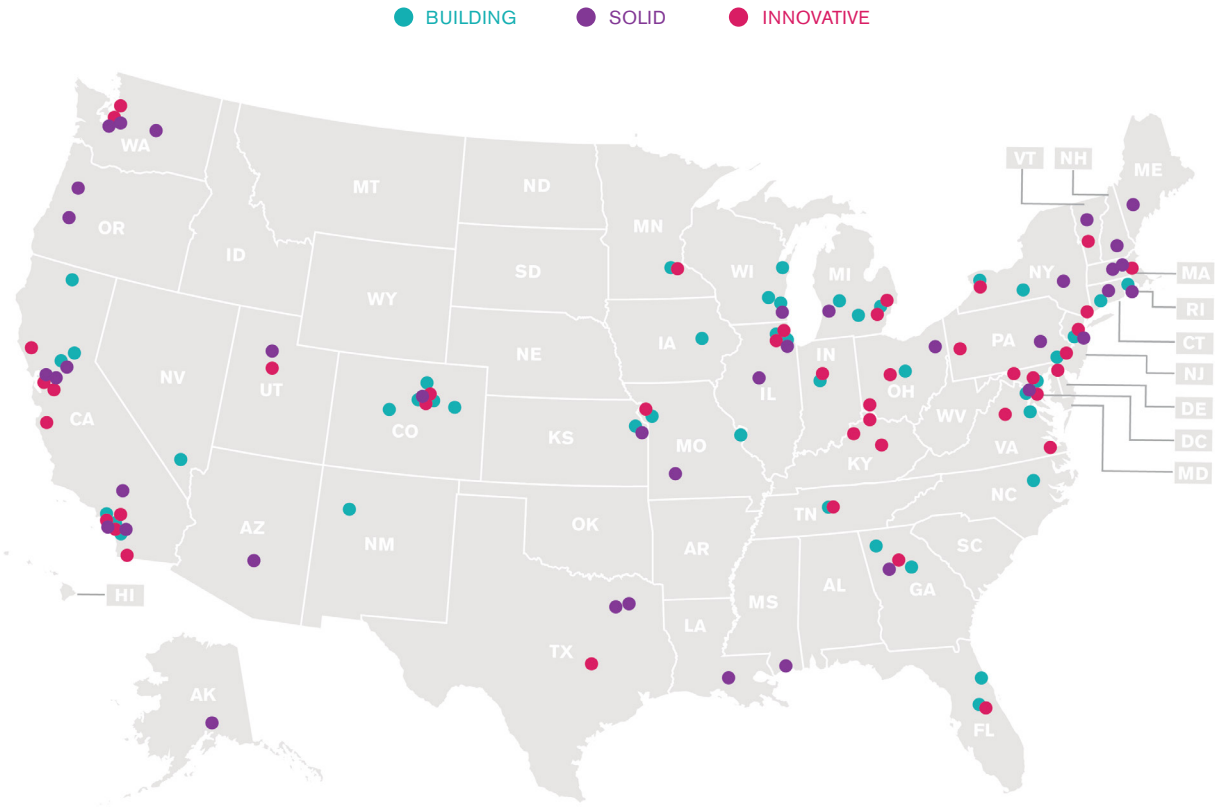 BUILDING SOLID INNOVATIVE
WA
VT NH
ME
MT
ND
OR
MN
ID
WI
MI
NY
MA
SD
WY
RI
IA
PA
CT
NE
IN
NV
UT
NJ
IL
OH
CA
CO
WV
DE
KS
MO
VA
DC
KY
MD
NC
TN
AZ
OK
NM
AR
SC
HI
MS
AL
GA
LA
TX
AK
FL